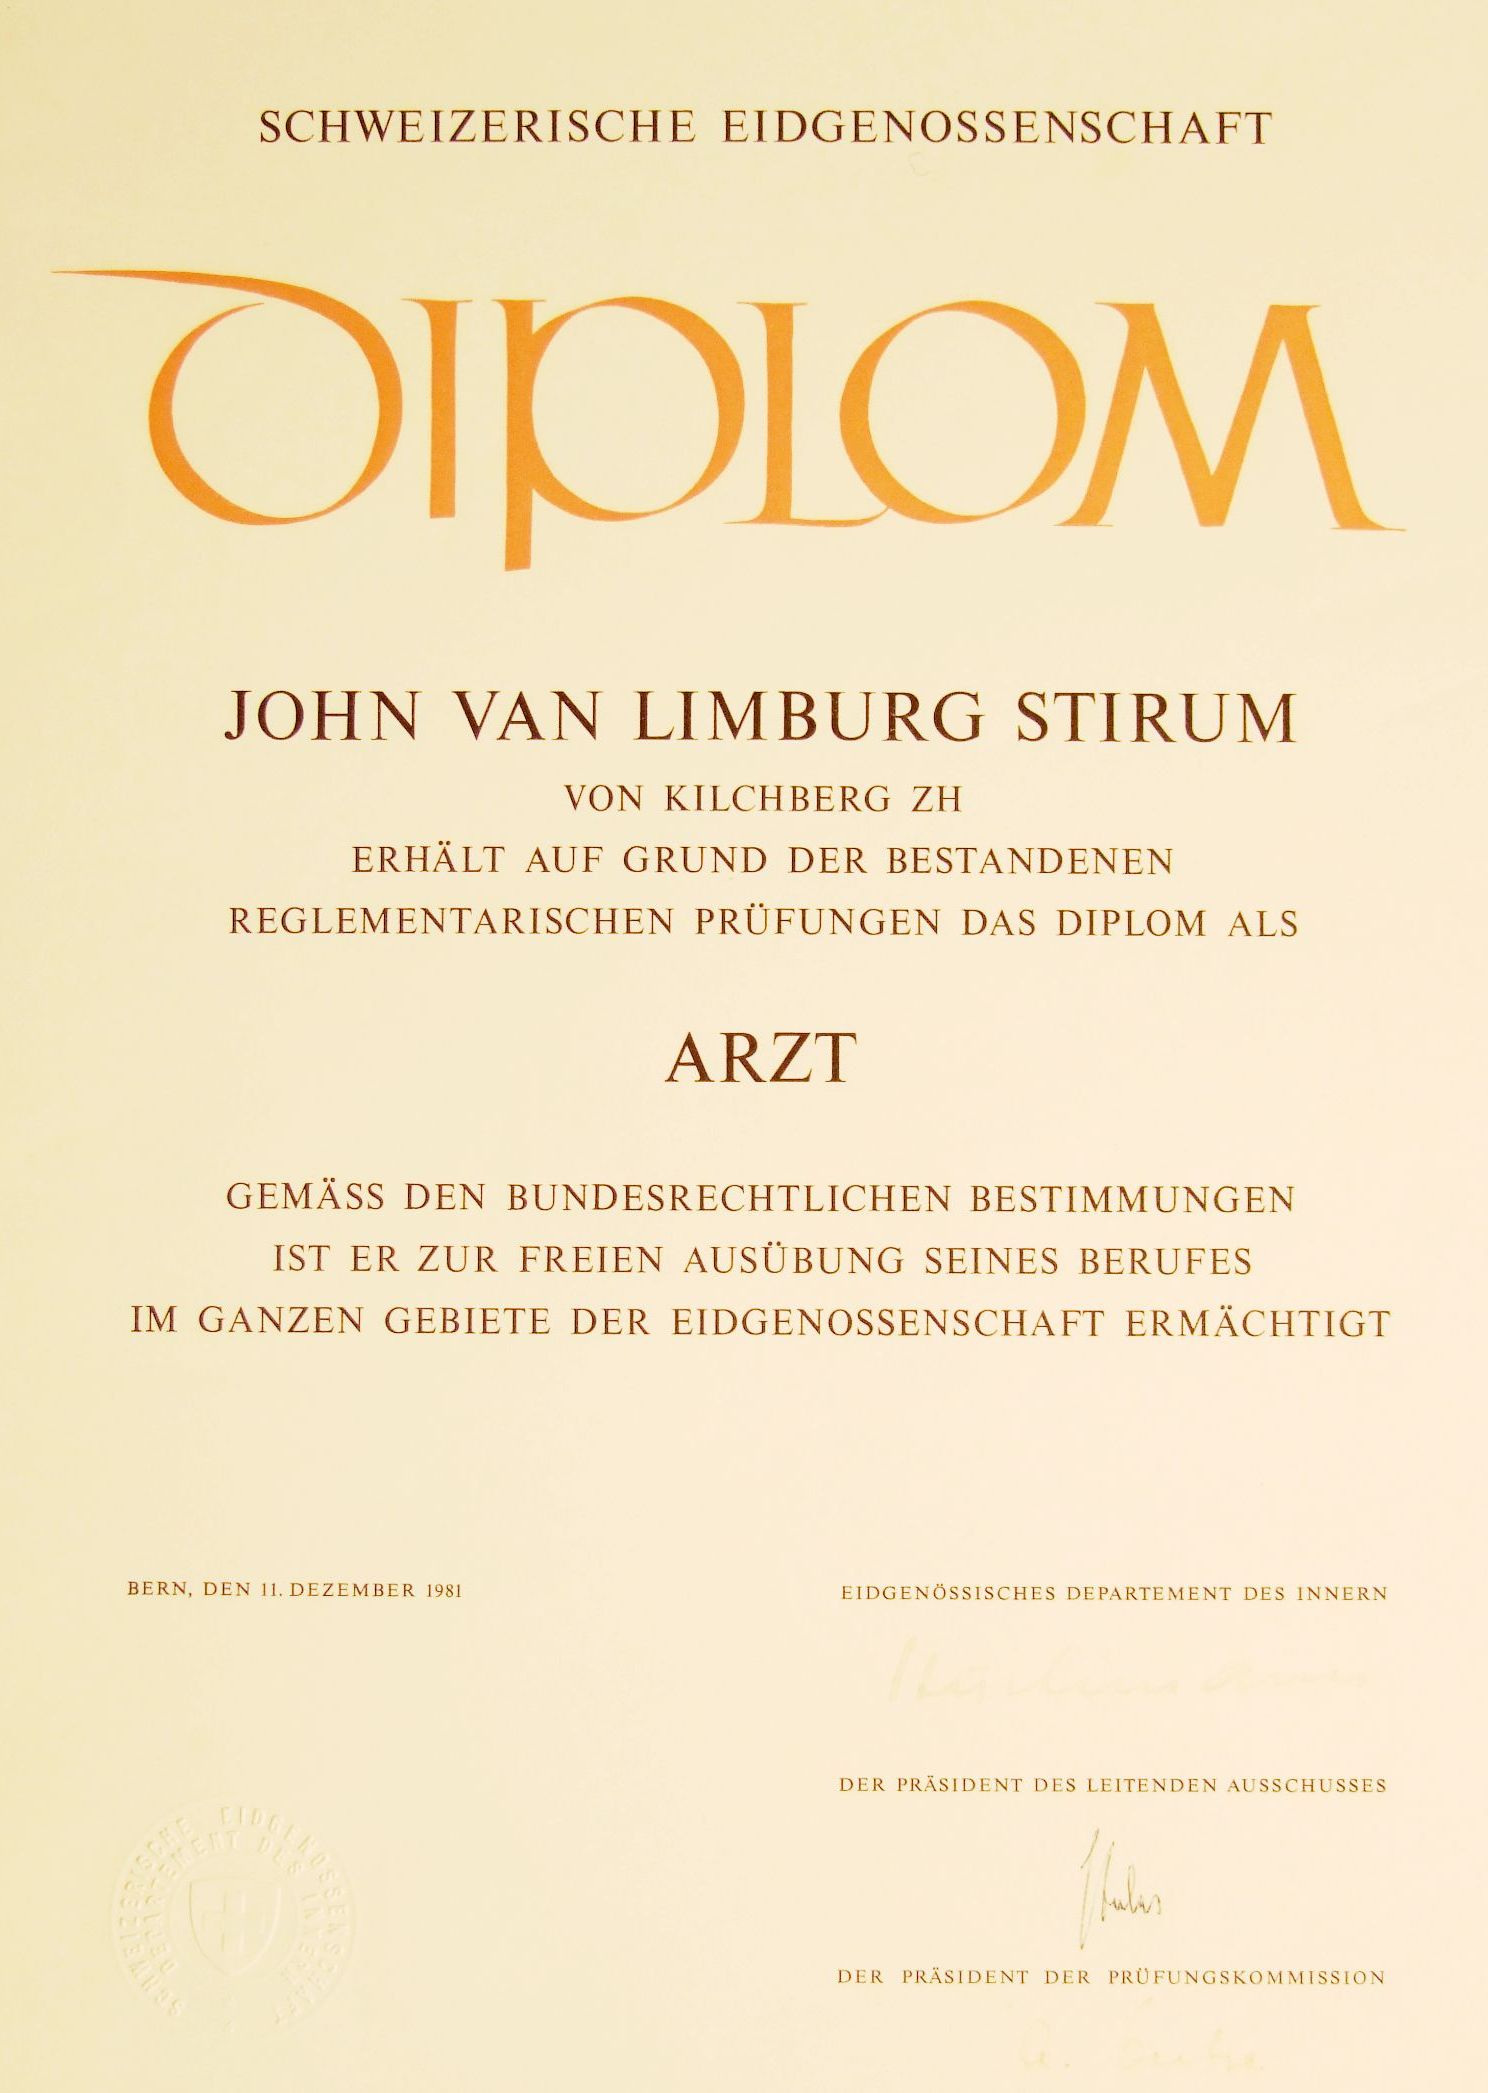 SCHWEIZERISCHE EIDGENOSSENSCHAFT
DIPLOM
JOHN VAN LIMBURG STIRUM
VON KILCHBERG ZH
ERHÄLT AUF GRUND DER BESTANDENEN
REGLEMENTARISCHEN PRÜFUNGEN DAS DIPLOM ALS
ARZT
GEMÄSS DEN BUNDESRECHTLICHEN BESTIMMUNGEN
IST ER ZUR FREIEN AUSÜBUNG SEINES BERUFES
IM GANZEN GEBIETE DER EIDGENOSSENSCHAFT ERMÄCHTIGT
BERN, DEN 11. DEZEMBER 1981
EIDGENÖSSISCHES DEPARTEMENT DES INNERN
DER PRÄSIDENT DES LEITENDEN AUSSCHUSSES
DER PRÄSIDENT DER PRÜFUNGSKOMMISSION
SCHWEIZERISCHE EIDGENOSSENSCHAFT
DEPARTEMENT DES INNERN